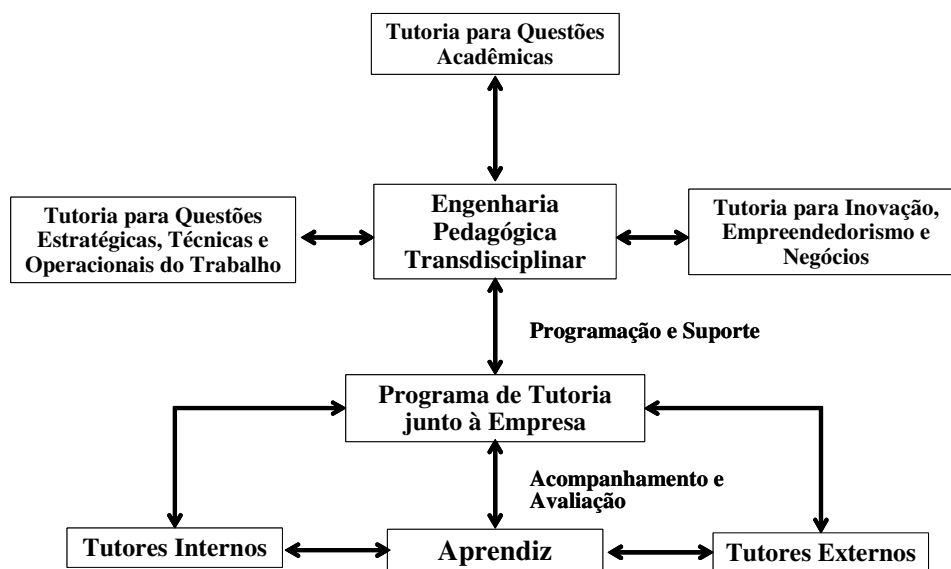 Tutoria para Questões
Acadêmicas
Tutoria para Questões
Estratégicas, Técnicas e
Operacionais do Trabalho
Engenharia
Pedagógica
Transdisciplinar
Tutoria para Inovação,
Empreendedorismo e
Negócios
Programação e Suporte
Programa de Tutoria
junto à Empresa
Acompanhamento e
Avaliação
Tutores Internos
Aprendiz
Tutores Externos